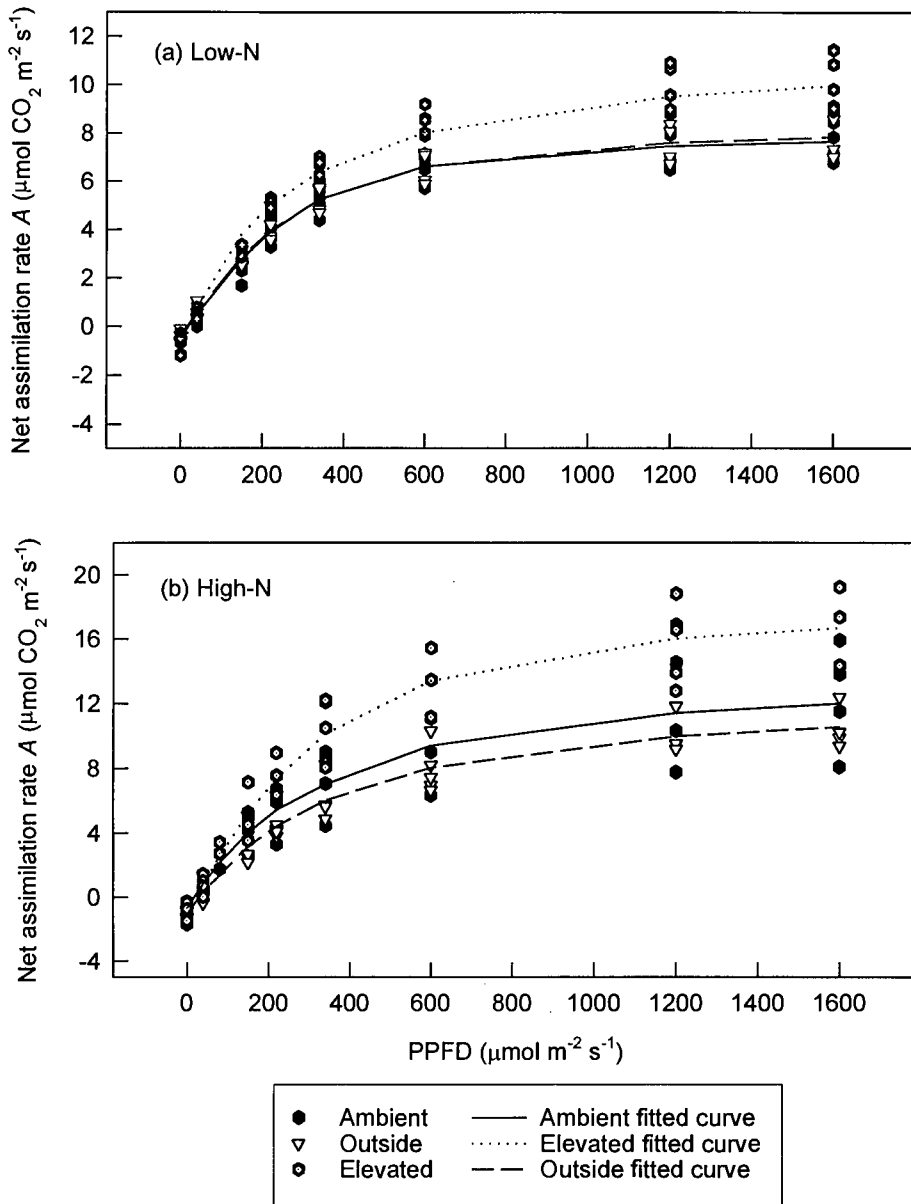 (a) Low-N
Net assimilation rate A (μmol CO2 m-2 s-1)
12
10
8
6
4
2
0
-2
-4
0 200 400 600 800 1000 1200 1400 1600
(b) High-N
Net assimilation rate A (μmol CO2 m-2 s-1)
20
16
12
8
4
0
-4
0 200 400 600 800 1000 1200 1400 1600
PPFD (μmol m-2 s-1)
Ambient Ambient fitted curve
Outside Elevated fitted curve
Elevated Outside fitted curve